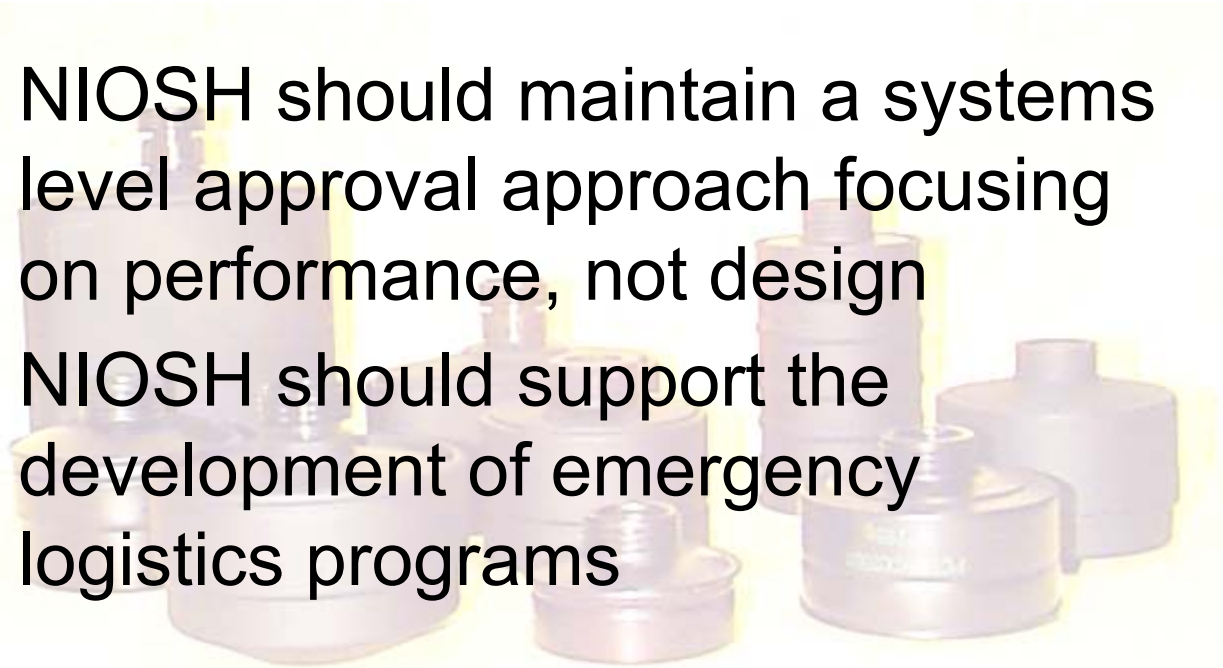 NIOSH should maintain a systems
level approval approach focusing
on performance, not design
NIOSH should support the
development of emergency
logistics programs